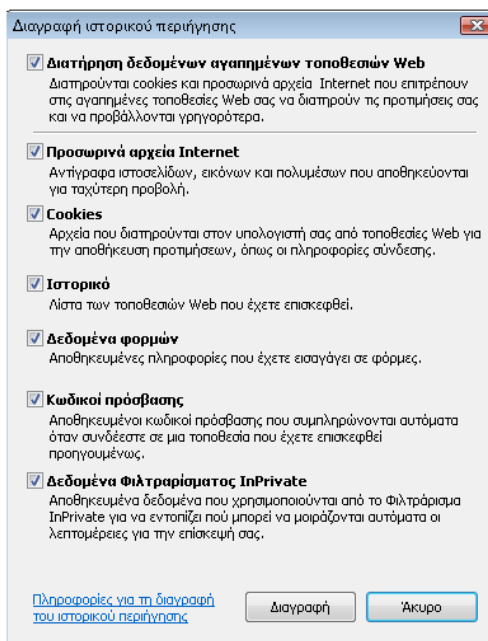 Διαγραφή ιστορικού περιήγησης
Διατήρηση δεδομένων αγαπημένων τοποθεσιών Web
Διατηρούνται cookies και προσωρινά αρχεία Internet που επιτρέπουν
στις αγαπημένες τοποθεσίες Web σας να διατηρούν τις προτιμήσεις σας
και να προβάλλονται γρηγορότερα.
Προσωρινά αρχεία Internet
Αντίγραφα ιστοσελίδων, εικόνων και πολυμέσων που αποθηκεύονται
για ταχύτερη προβολή.
Cookies
Αρχεία που διατηρούνται στον υπολογιστή σας από τοποθεσίες Web για
την αποθήκευση προτιμήσεων, όπως οι πληροφορίες σύνδεσης.
Ιστορικό
Λίστα των τοποθεσιών Web που έχετε επισκεφθεί.
Δεδομένα φορμών
Αποθηκευμένες πληροφορίες που έχετε εισαγάγει σε φόρμες.
Κωδικοί πρόσβασης
Αποθηκευμένοι κωδικοί πρόσβασης που συμπληρώνονται αυτόματα
όταν συνδέεστε σε μια τοποθεσία που έχετε επισκεφθεί
προηγουμένως.
Δεδομένα Φιλτραρίσματος InPrivate
Αποθηκευμένα δεδομένα που χρησιμοποιούνται από το Φιλτράρισμα
InPrivate για να εντοπίζει πού μπορεί να μοιράζονται αυτόματα οι
λεπτομέρειες για την επίσκεψή σας.
Πληροφορίες για τη διαγραφή
του ιστορικού περιήγησης
Διαγραφή
Άκυρο